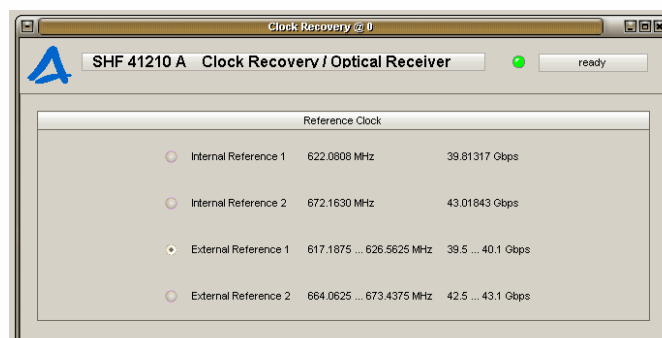 Clock Recovery @ 0
SHF 41210 A Clock Recovery / Optical Receiver ready
Reference Clock
Internal Reference 1 622.0808 MHz 39.81317 Gbps
Internal Reference 2 672.1630 MHz 43.01843 Gbps
External Reference 1 617.1875 ... 626.5625 MHz 39.5 ... 40.1 Gbps
External Reference 2 664.0625 ... 673.4375 MHz 42.5 ... 43.1 Gbps